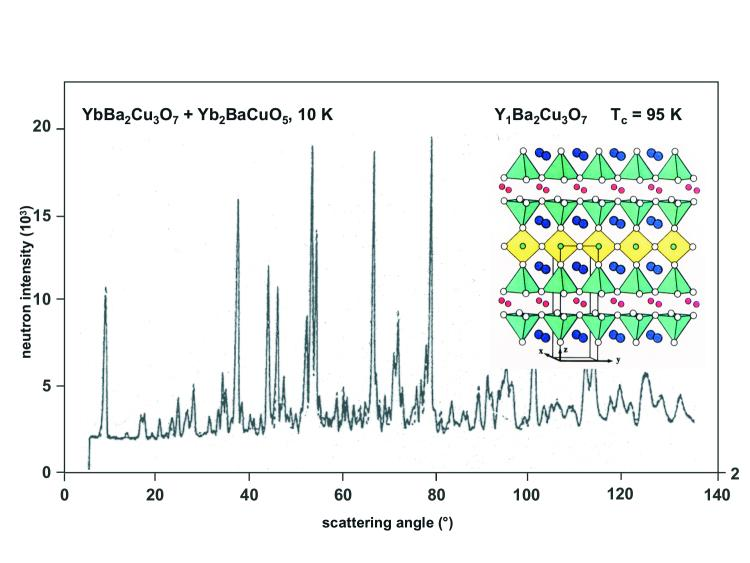 YbBa₂Cu₃O₇ + Yb₂BaCuO₅, 10 K
Y₁Ba₂Cu₃O₇ T_c = 95 K
neutron intensity (10³)
20
15
10
5
0
x
z
y
0
20
40
60
80
100
120
140
2
scattering angle (°)